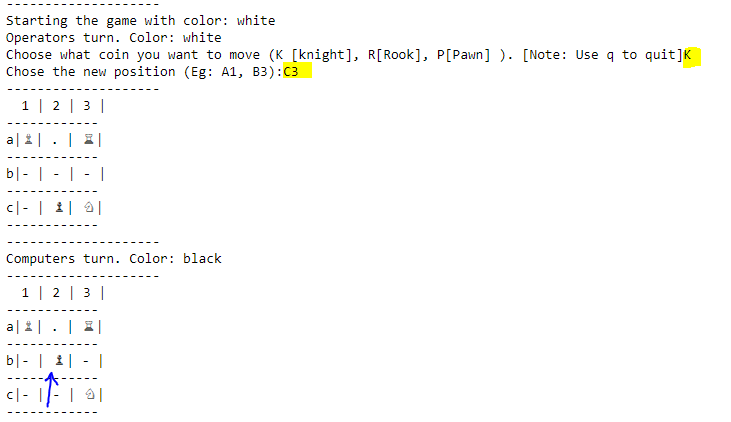 --------------------
Starting the game with color: white
Operators turn. Color: white
Choose what coin you want to move (K [knight], R[Rook], P[Pawn] ). [Note: Use q to quit]K
Chose the new position (Eg: A1, B3):C3
--------------------
1 | 2 | 3 |
------------
a|♙| . | ♖|
------------
b|- | - | - |
------------
c|- | ♟| ♘|
------------
--------------------
Computers turn. Color: black
--------------------
1 | 2 | 3 |
------------
a|♙| . | ♖|
------------
b|- | ♟| - |
------------
c|- | - | ♘|
------------